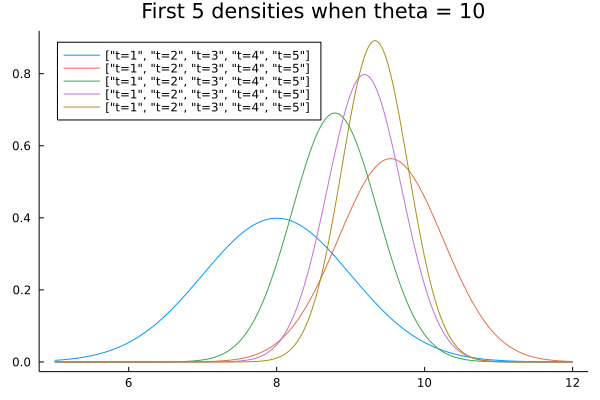 First 5 densities when theta = 10
["t=1", "t=2", "t=3", "t=4", "t=5"]
["t=1", "t=2", "t=3", "t=4", "t=5"]
["t=1", "t=2", "t=3", "t=4", "t=5"]
["t=1", "t=2", "t=3", "t=4", "t=5"]
["t=1", "t=2", "t=3", "t=4", "t=5"]
0.8
0.6
0.4
0.2
0.0
6 8 10 12